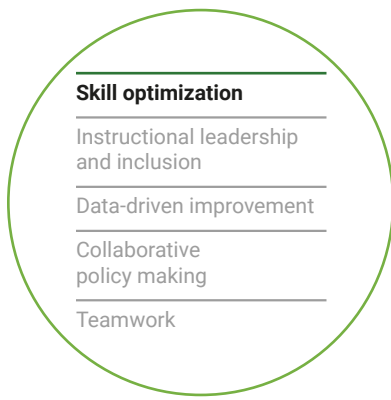 Skill optimization
Instructional leadership
and inclusion
Data-driven improvement
Collaborative
policy making
Teamwork